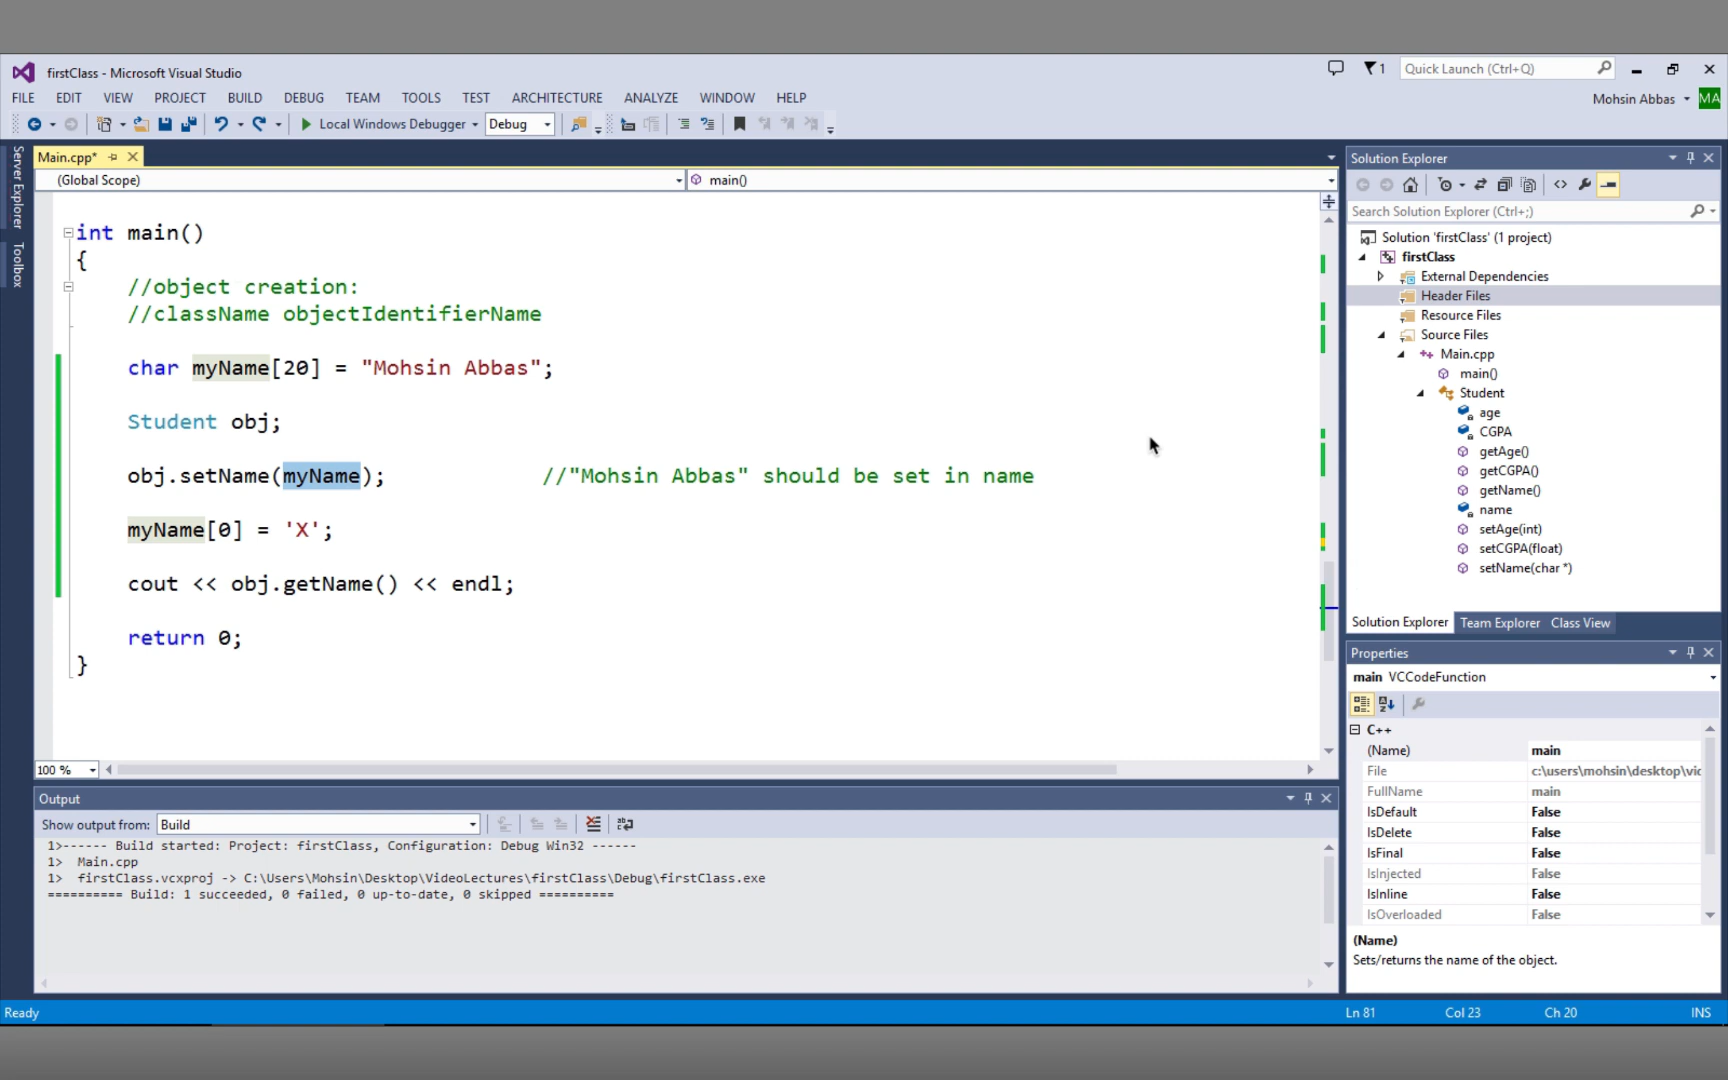 firstClass - Microsoft Visual Studio
1
Quick Launch (Ctrl+Q)
FILE EDIT VIEW PROJECT BUILD DEBUG TEAM TOOLS TEST ARCHITECTURE ANALYZE WINDOW HELP
Mohsin Abbas MA
Local Windows Debugger Debug
Server Explorer
Toolbox
Main.cpp*
(Global Scope) main()
int main()
{
//object creation:
//className objectIdentifierName
char myName[20] = "Mohsin Abbas";
Student obj;
obj.setName(myName); //"Mohsin Abbas" should be set in name
myName[0] = 'X';
cout << obj.getName() << endl;
return 0;
}
100 %
Output
Show output from: Build
1>------ Build started: Project: firstClass, Configuration: Debug Win32 ------
1> Main.cpp
1> firstClass.vcxproj -> C:\Users\Mohsin\Desktop\VideoLectures\firstClass\Debug\firstClass.exe
========== Build: 1 succeeded, 0 failed, 0 up-to-date, 0 skipped ==========
Solution Explorer
Search Solution Explorer (Ctrl+;)
Solution 'firstClass' (1 project)
firstClass
External Dependencies
Header Files
Resource Files
Source Files
Main.cpp
main()
Student
age
CGPA
getAge()
getCGPA()
getName()
name
setAge(int)
setCGPA(float)
setName(char *)
Solution Explorer Team Explorer Class View
Properties
main VCCodeFunction
C++
(Name) main
File c:\users\mohsin\desktop\vic
FullName main
IsDefault False
IsDelete False
IsFinal False
IsInjected False
IsInline False
IsOverloaded False
(Name)
Sets/returns the name of the object.
Ready Ln 81 Col 23 Ch 20 INS